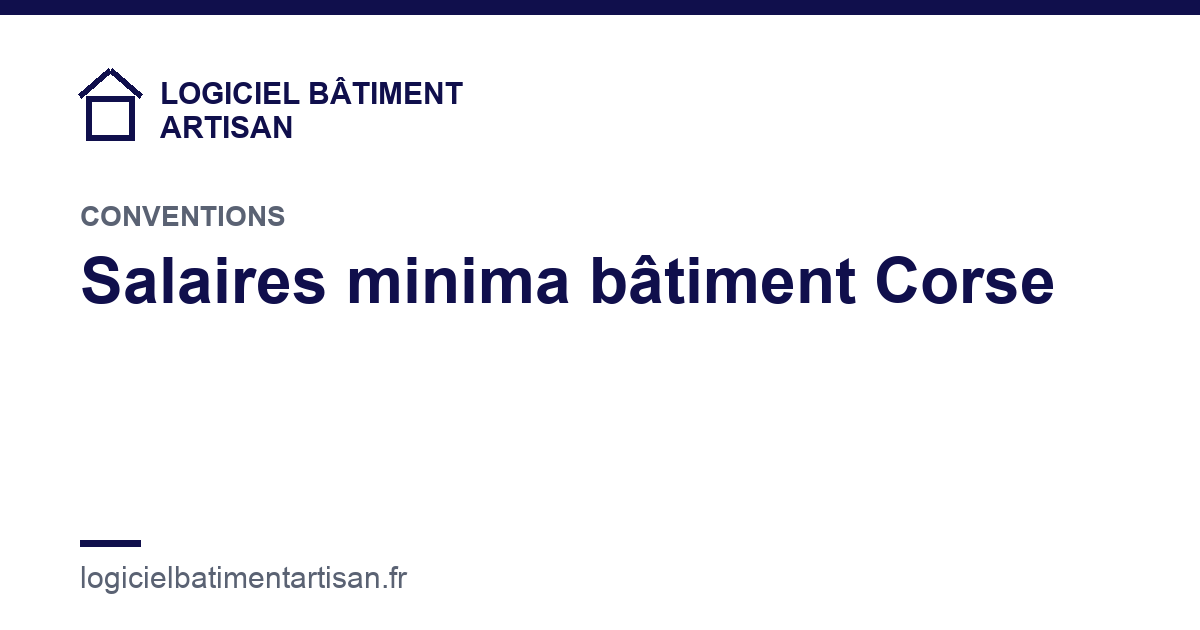 LOGICIEL BÂTIMENT
ARTISAN
CONVENTIONS
Salaires minima bâtiment Corse
logicielbatimentartisan.fr